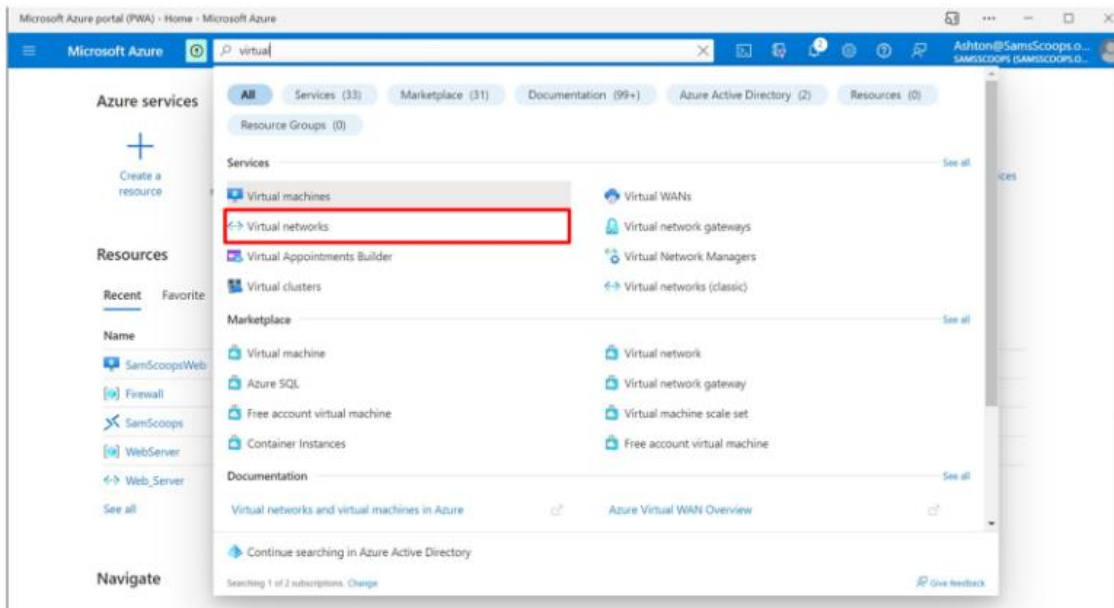 Microsoft Azure portal (PWA) - Home - Microsoft Azure
Microsoft Azure
virtual
2
Ashton@SamsScoops.o...
SAMSSCOOPS (SAMSSCOOPS.O...
Azure services
Create a
resource
All Services (33) Marketplace (31) Documentation (99+) Azure Active Directory (2) Resources (0)
Resource Groups (0)
Services See all
Virtual machines Virtual WANs
Virtual networks Virtual network gateways
Virtual Appointments Builder Virtual Network Managers
Virtual clusters Virtual networks (classic)
Marketplace See all
Virtual machine Virtual network
Azure SQL Virtual network gateway
Free account virtual machine Virtual machine scale set
Container Instances Free account virtual machine
Documentation See all
Virtual networks and virtual machines in Azure Azure Virtual WAN Overview
Continue searching in Azure Active Directory
Searching 1 of 2 subscriptions. Change Give feedback
Resources
Recent Favorite
Name
SamScoopsWeb
Firewall
SamScoops
WebServer
Web_Server
See all
Navigate